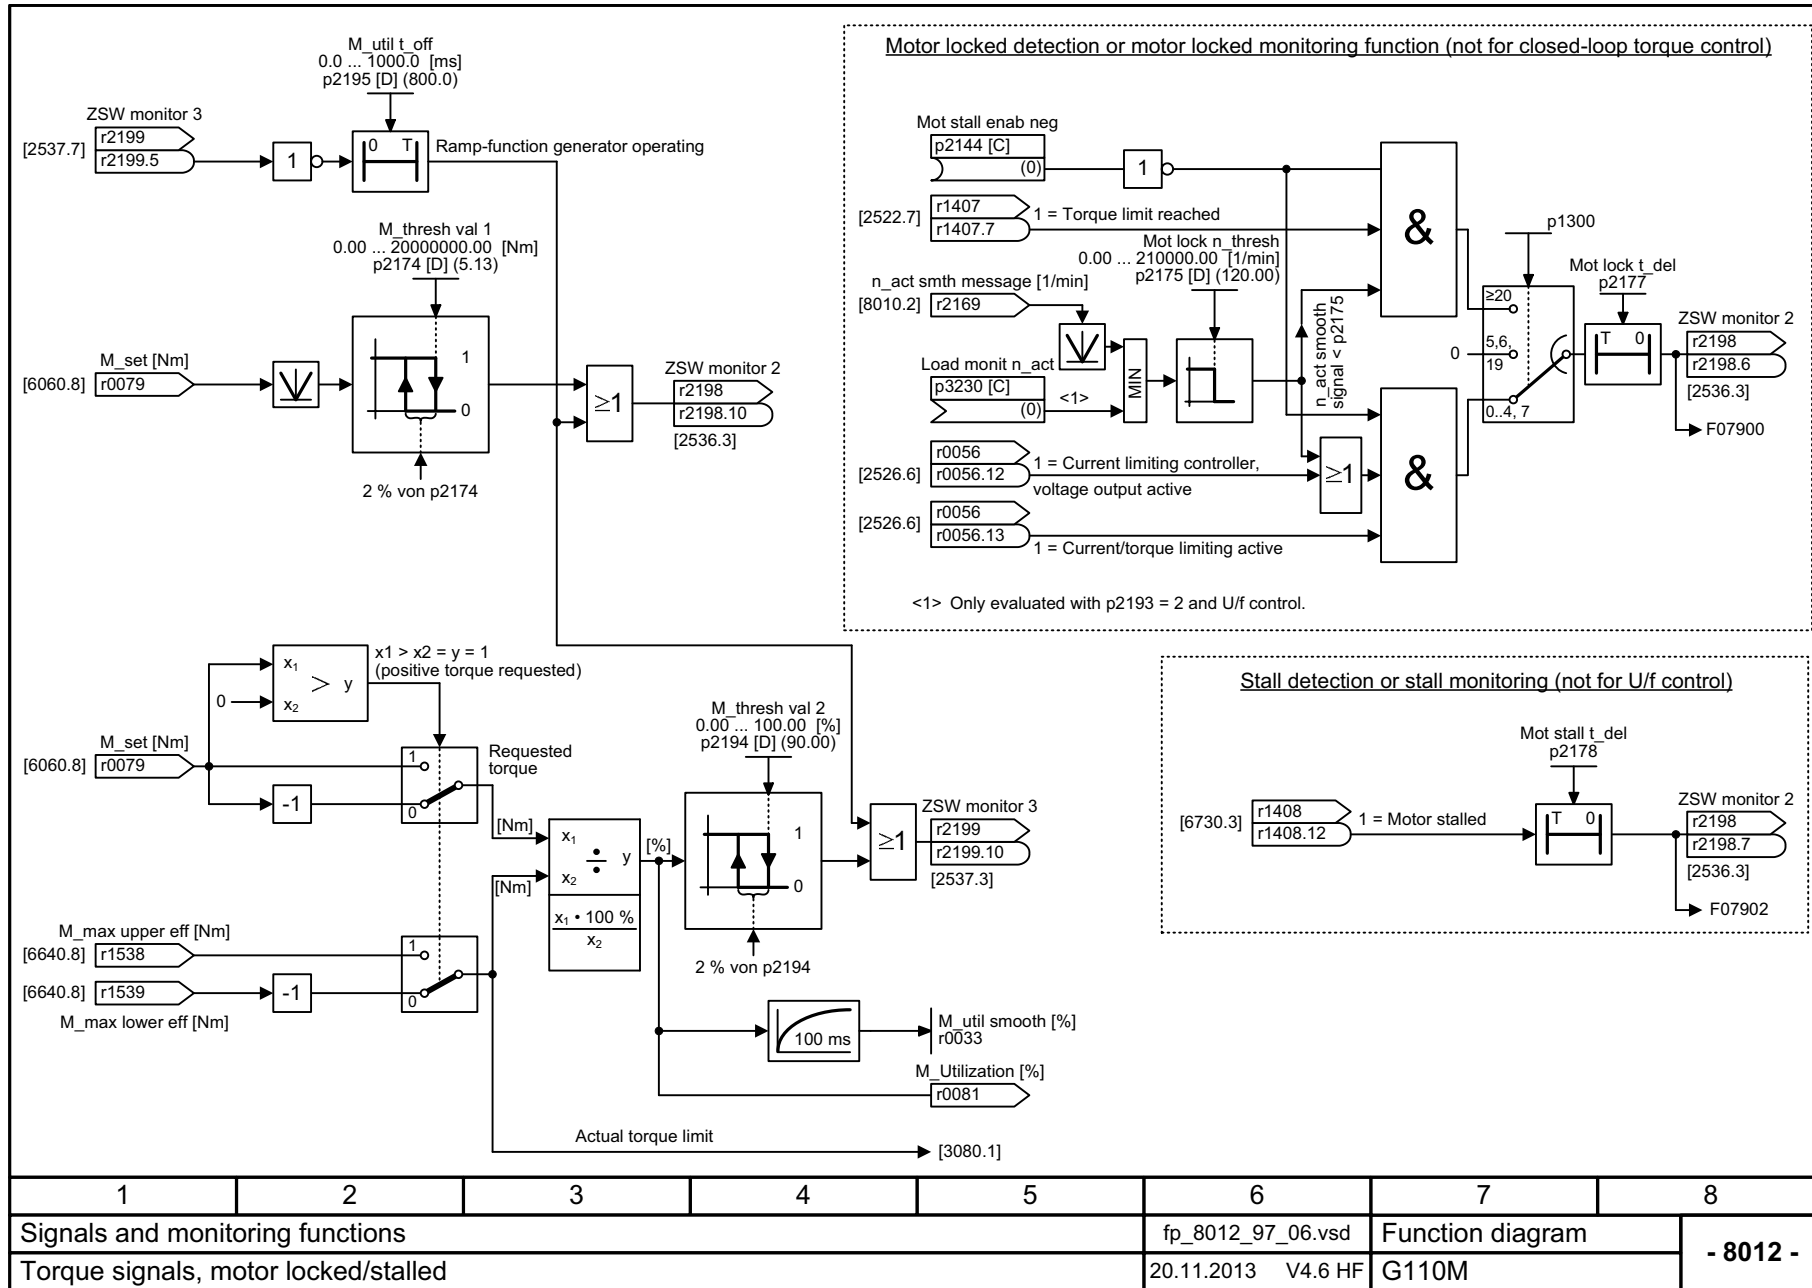 M_util t_off
0.0 ... 1000.0 [ms]
p2195 [D] (800.0)
ZSW monitor 3
[2537.7]
r2199
r2199.5
1
0 T
Ramp-function generator operating
M_thresh val 1
0.00 ... 20000000.00 [Nm]
p2174 [D] (5.13)
M_set [Nm]
[6060.8]
r0079
1
0
2 % von p2174
≥1
ZSW monitor 2
r2198
r2198.10
[2536.3]
Motor locked detection or motor locked monitoring function (not for closed-loop torque control)
Mot stall enab neg
p2144 [C]
(0)
1
[2522.7]
r1407
r1407.7
1 = Torque limit reached
Mot lock n_thresh
0.00 ... 210000.00 [1/min]
p2175 [D] (120.00)
n_act smth message [1/min]
[8010.2]
r2169
Load monit n_act
p3230 [C]
(0)
<1>
MIN
n_act smooth
signal < p2175
[2526.6]
r0056
r0056.12
1 = Current limiting controller,
voltage output active
[2526.6]
r0056
r0056.13
1 = Current/torque limiting active
≥1
&
&
p1300
≥20
0
5,6,
19
0..4, 7
Mot lock t_del
p2177
T 0
ZSW monitor 2
r2198
r2198.6
[2536.3]
F07900
<1> Only evaluated with p2193 = 2 and U/f control.
x1 > x2 = y = 1
(positive torque requested)
x1
> y
x2
0
M_set [Nm]
[6060.8]
r0079
-1
1
0
Requested
torque
[Nm]
[Nm]
x1
÷ y
x2
x1 • 100 %
x2
[%]
M_thresh val 2
0.00 ... 100.00 [%]
p2194 [D] (90.00)
1
0
2 % von p2194
≥1
ZSW monitor 3
r2199
r2199.10
[2537.3]
M_max upper eff [Nm]
[6640.8]
r1538
[6640.8]
r1539
M_max lower eff [Nm]
-1
1
0
100 ms
M_util smooth [%]
r0033
M_Utilization [%]
r0081
Actual torque limit
[3080.1]
Stall detection or stall monitoring (not for U/f control)
Mot stall t_del
p2178
[6730.3]
r1408
r1408.12
1 = Motor stalled
T 0
ZSW monitor 2
r2198
r2198.7
[2536.3]
F07902
1 2 3 4 5 6 7 8
Signals and monitoring functions
fp_8012_97_06.vsd
Function diagram
- 8012 -
Torque signals, motor locked/stalled
20.11.2013 V4.6 HF
G110M